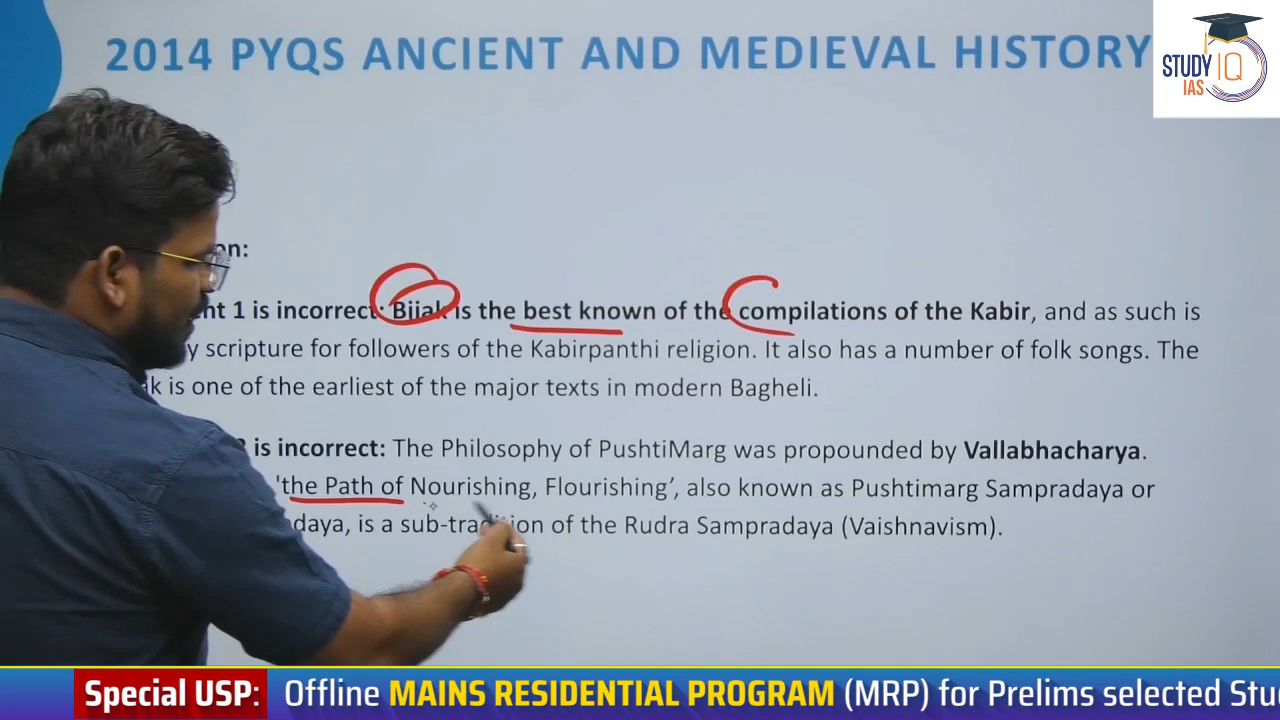 2014 PYQS ANCIENT AND MEDIEVAL HISTORY
STUDY IQ
IAS
on:
nt 1 is incorrect: Bijak is the best known of the compilations of the Kabir, and as such is
y scripture for followers of the Kabirpanthi religion. It also has a number of folk songs. The
k is one of the earliest of the major texts in modern Bagheli.
2 is incorrect: The Philosophy of PushtiMarg was propounded by Vallabhacharya.
'the Path of Nourishing, Flourishing’, also known as Pushtimarg Sampradaya or
daya, is a sub-tradition of the Rudra Sampradaya (Vaishnavism).
Special USP: Offline MAINS RESIDENTIAL PROGRAM (MRP) for Prelims selected Stu